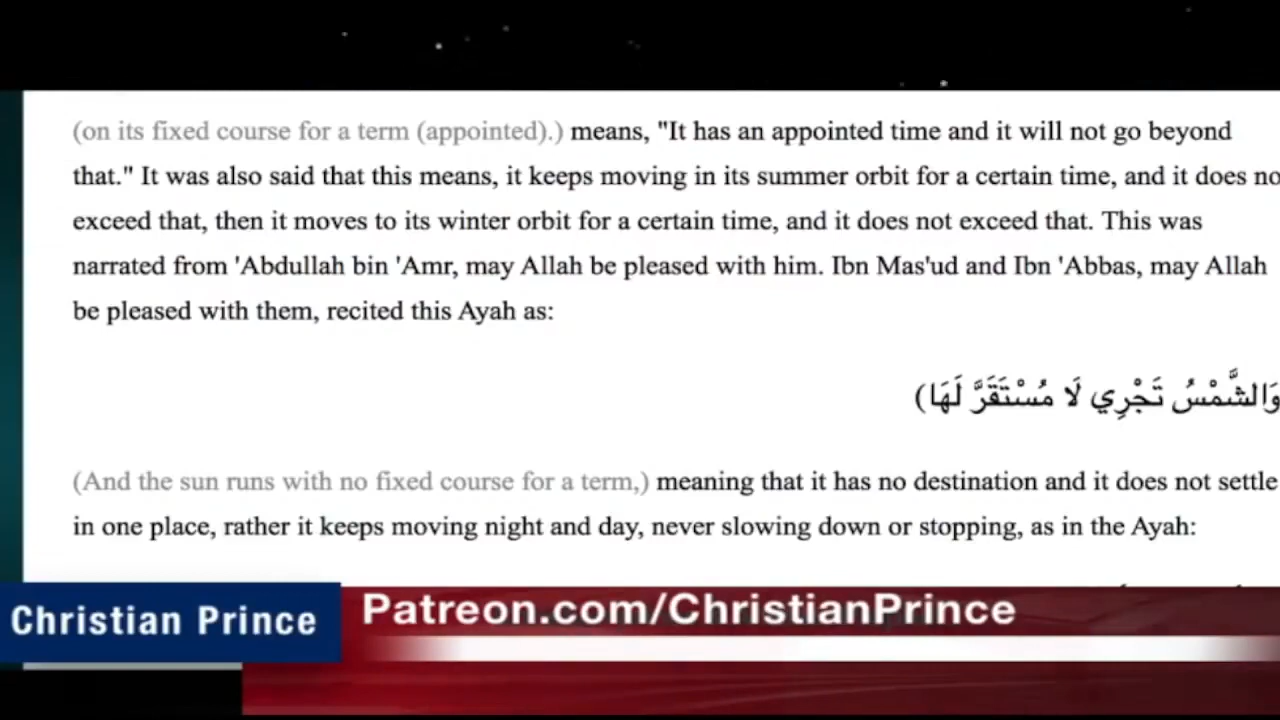 (on its fixed course for a term (appointed).) means, "It has an appointed time and it will not go beyond
that." It was also said that this means, it keeps moving in its summer orbit for a certain time, and it does no
exceed that, then it moves to its winter orbit for a certain time, and it does not exceed that. This was
narrated from 'Abdullah bin 'Amr, may Allah be pleased with him. Ibn Mas'ud and Ibn 'Abbas, may Allah
be pleased with them, recited this Ayah as:
وَالشَّمْسُ تَجْرِي لَا مُسْتَقَرَّ لَهَا)
(And the sun runs with no fixed course for a term,) meaning that it has no destination and it does not settle
in one place, rather it keeps moving night and day, never slowing down or stopping, as in the Ayah:
Christian Prince
Patreon.com/ChristianPrince